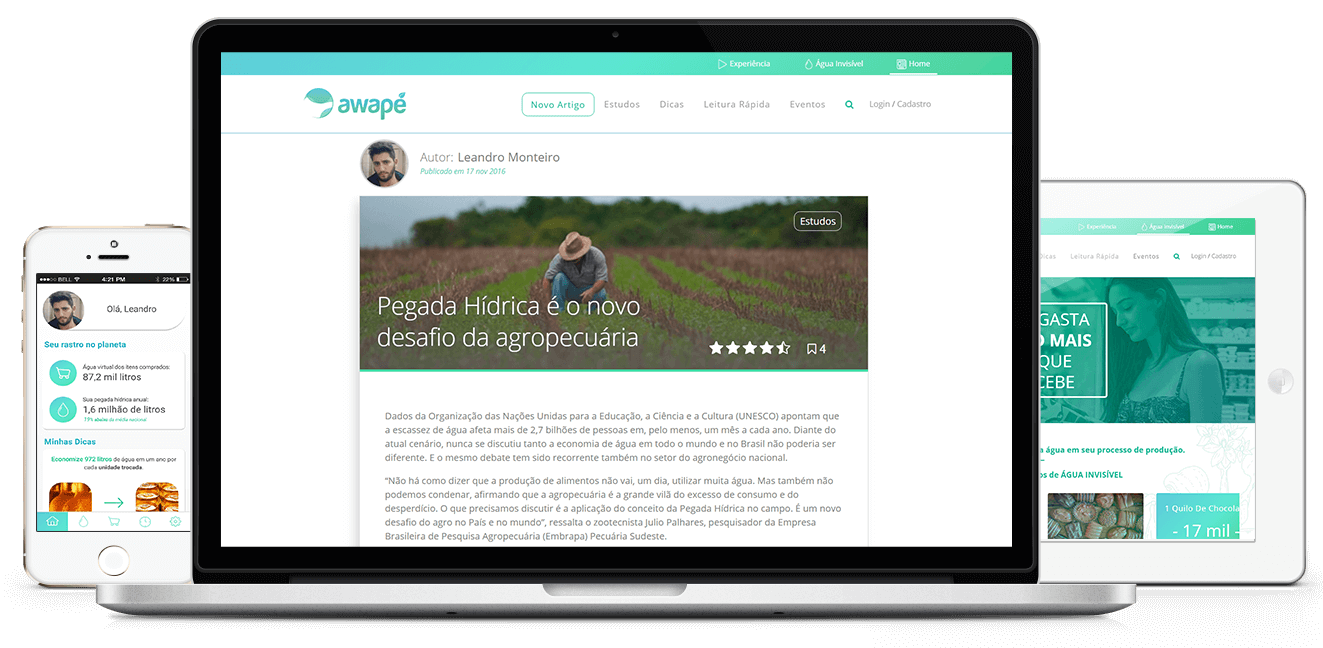 Experiência
Água Invisível
Home
awapé
Novo Artigo
Estudos
Dicas
Leitura Rápida
Eventos
Login / Cadastro
Autor: Leandro Monteiro
Publicado em 17 nov 2016
Estudos
Pegada Hídrica é o novo
desafio da agropecuária
4
Dados da Organização das Nações Unidas para a Educação, a Ciência e a Cultura (UNESCO) apontam que
a escassez de água afeta mais de 2,7 bilhões de pessoas em, pelo menos, um mês a cada ano. Diante do
atual cenário, nunca se discutiu tanto a economia de água em todo o mundo e no Brasil não poderia ser
diferente. E o mesmo debate tem sido recorrente também no setor do agronegócio nacional.
“Não há como dizer que a produção de alimentos não vai, um dia, utilizar muita água. Mas também não
podemos condenar, afirmando que a agropecuária é a grande vilã do excesso de consumo e do
desperdício. O que precisamos discutir é a aplicação do conceito da Pegada Hídrica no campo. É um novo
desafio do agro no País e no mundo”, ressalta o zootecnista Julio Palhares, pesquisador da Empresa
Brasileira de Pesquisa Agropecuária (Embrapa) Pecuária Sudeste.
BELL
4:21 PM
22%
Olá, Leandro
Seu rastro no planeta
Água virtual dos itens comprados:
87,2 mil litros
Sua pegada hídrica anual:
1,6 milhão de litros
19% abaixo da média nacional
Minhas Dicas
Economize 972 litros de água em um ano por
cada unidade trocada.
Experiência
Água Invisível
Home
Dicas
Leitura Rápida
Eventos
Login / Cadastro
GASTA
O MAIS
QUE
CEBE
a água em seu processo de produção.
os de ÁGUA INVISÍVEL
1 Quilo De Chocola
- 17 mil -